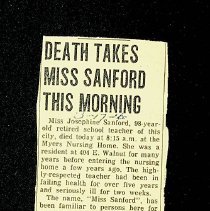 DEATH TAKES
MISS SANFORD
THIS MORNING
Miss Josephine Sanford, 98-year-
old retired school teacher of this
city, died today at 8:15 a.m. at the
Myers Nursing Home. She was a
resident at 404 E. Walnut for many
years before entering the nursing
home a few years ago. The high-
ly-respected teacher had been in
failing health for over five years
and seriously ill for two weeks.
The name, "Miss Sanford", has
been familiar to persons here for